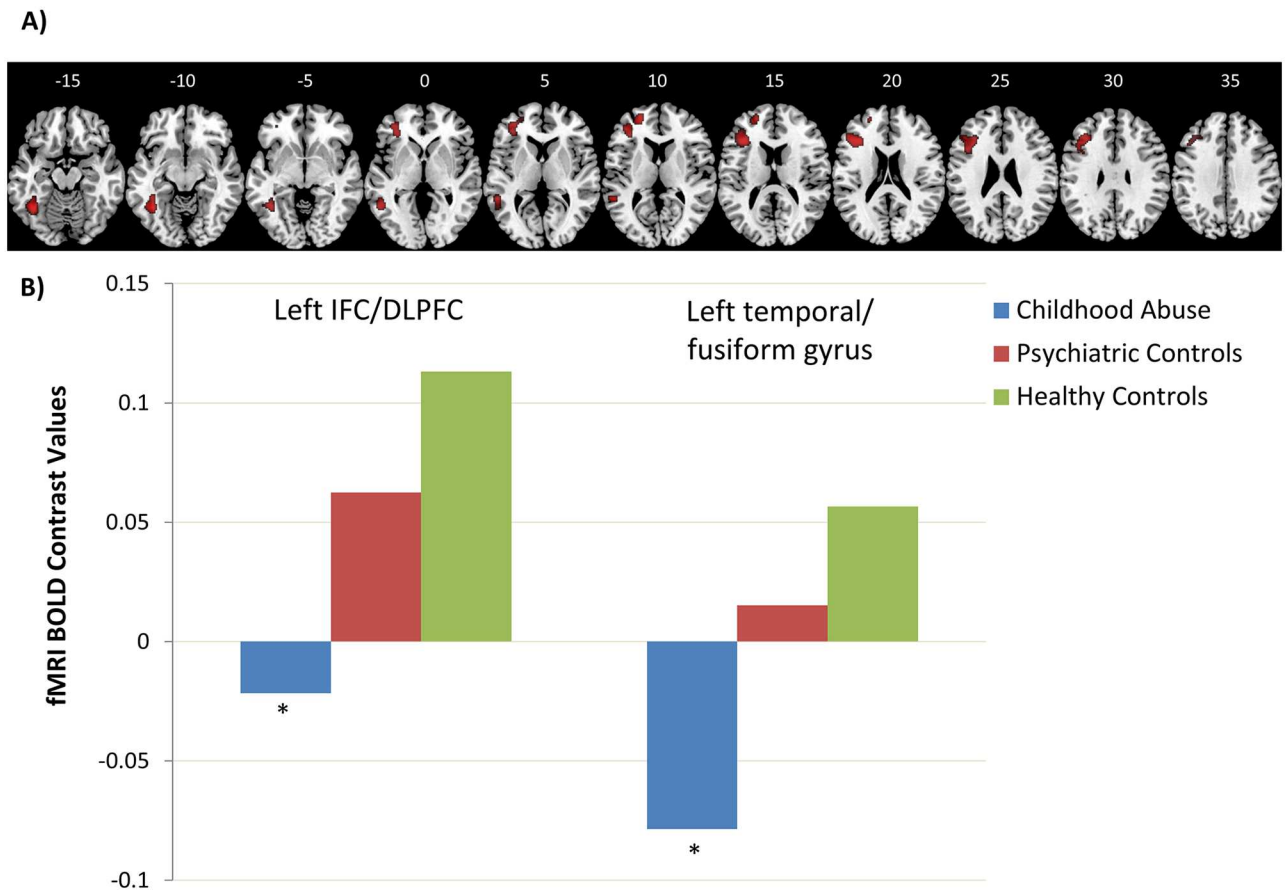 A)
-15 -10 -5 0 5 10 15 20 25 30 35
B)
fMRI BOLD Contrast Values
0.15
0.1
0.05
0
-0.05
-0.1
Left IFC/DLPFC
Left temporal/
fusiform gyrus
*
*
Childhood Abuse
Psychiatric Controls
Healthy Controls